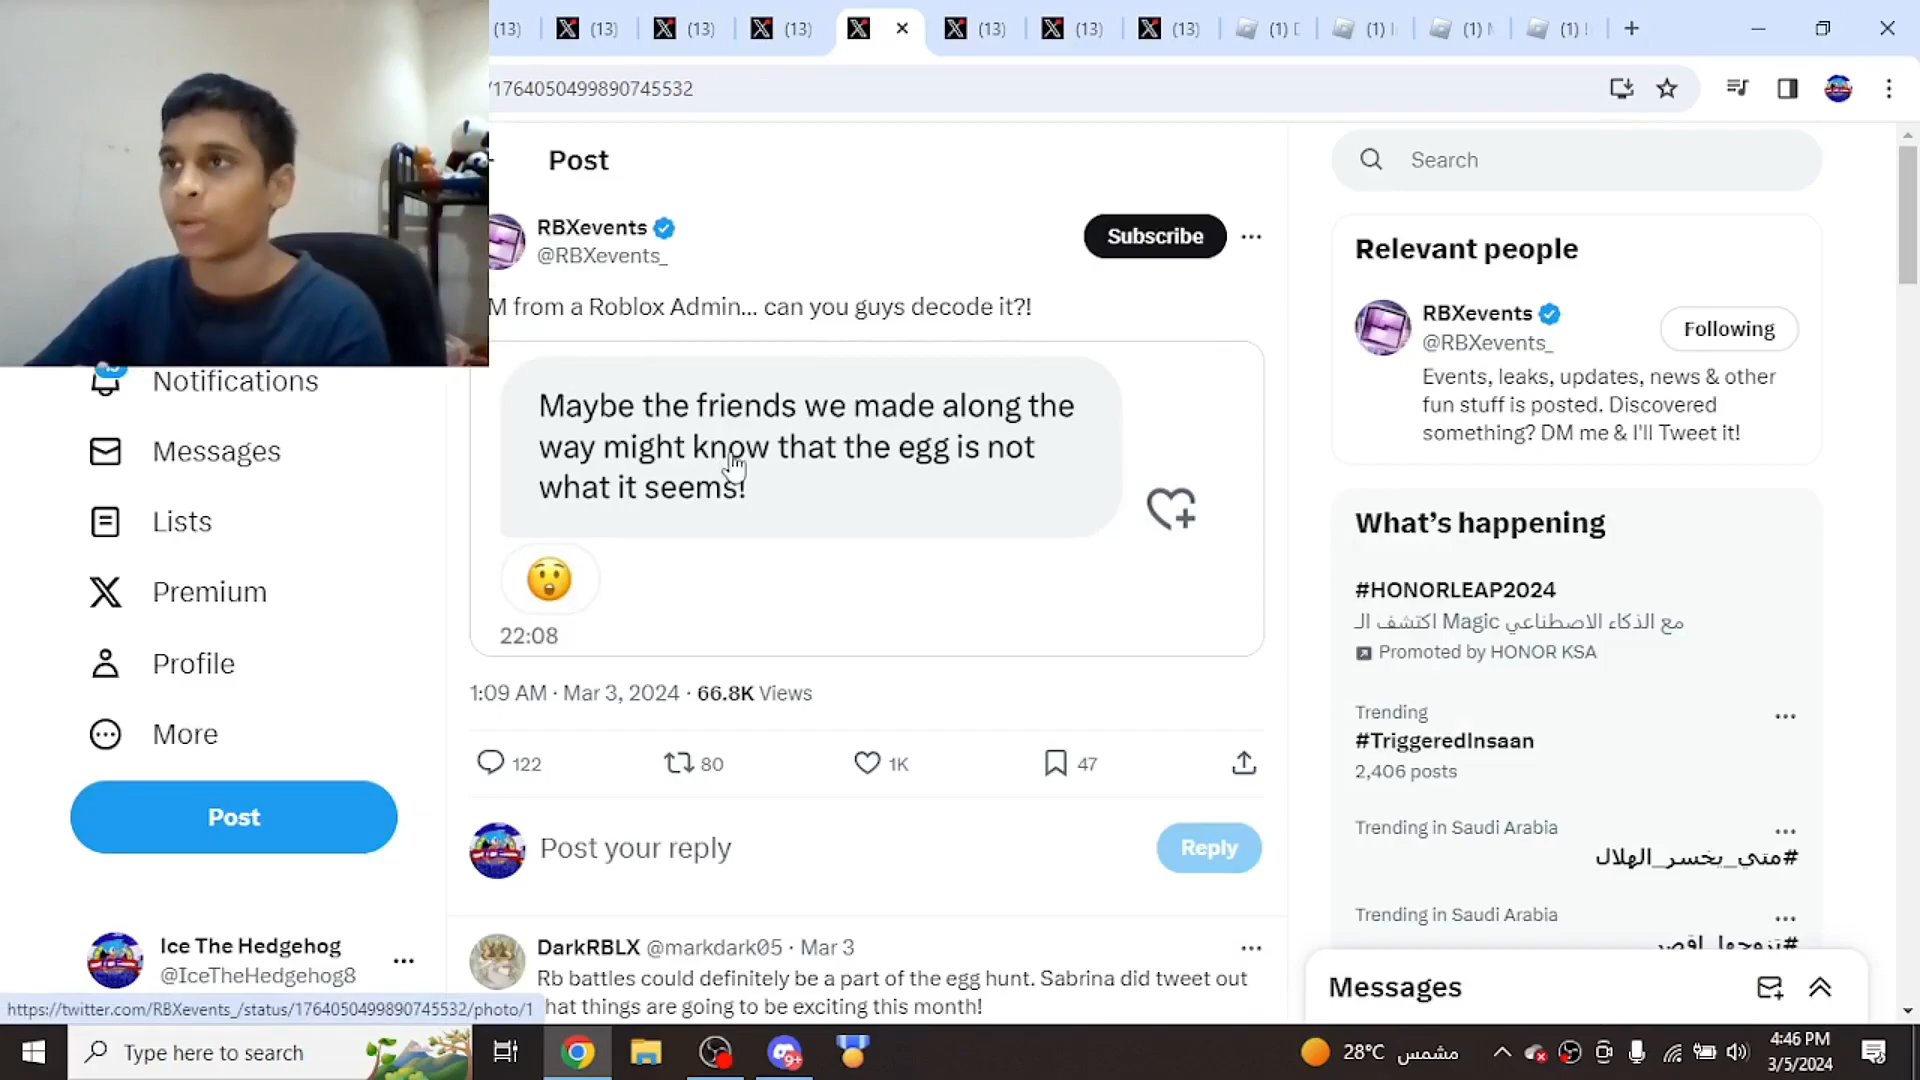 (13)
(13)
(13)
(13)
(13)
(13)
(13)
(1)
(1)
(1)
(1)
/1764050499890745532
Post
RBXevents
@RBXevents_
Subscribe
M from a Roblox Admin... can you guys decode it?!
Maybe the friends we made along the
way might know that the egg is not
what it seems!
22:08
1:09 AM · Mar 3, 2024 · 66.8K Views
122
80
1K
47
Post your reply
Reply
DarkRBLX @markdark05 · Mar 3
Rb battles could definitely be a part of the egg hunt. Sabrina did tweet out
hat things are going to be exciting this month!
Notifications
Messages
Lists
Premium
Profile
More
Post
Ice The Hedgehog
@IceTheHedgehog8
https://twitter.com/RBXevents_/status/1764050499890745532/photo/1
Search
Relevant people
RBXevents
@RBXevents_
Following
Events, leaks, updates, news & other
fun stuff is posted. Discovered
something? DM me & I'll Tweet it!
What's happening
#HONORLEAP2024
مع الذكاء الاصطناعي Magic اكتشف الـ
Promoted by HONOR KSA
Trending
#TriggeredInsaan
2,406 posts
Trending in Saudi Arabia
#متي_يخسر_الهلال
Trending in Saudi Arabia
Messages
ICE
Type here to search
9+
28°C مشمس
4:46 PM
3/5/2024